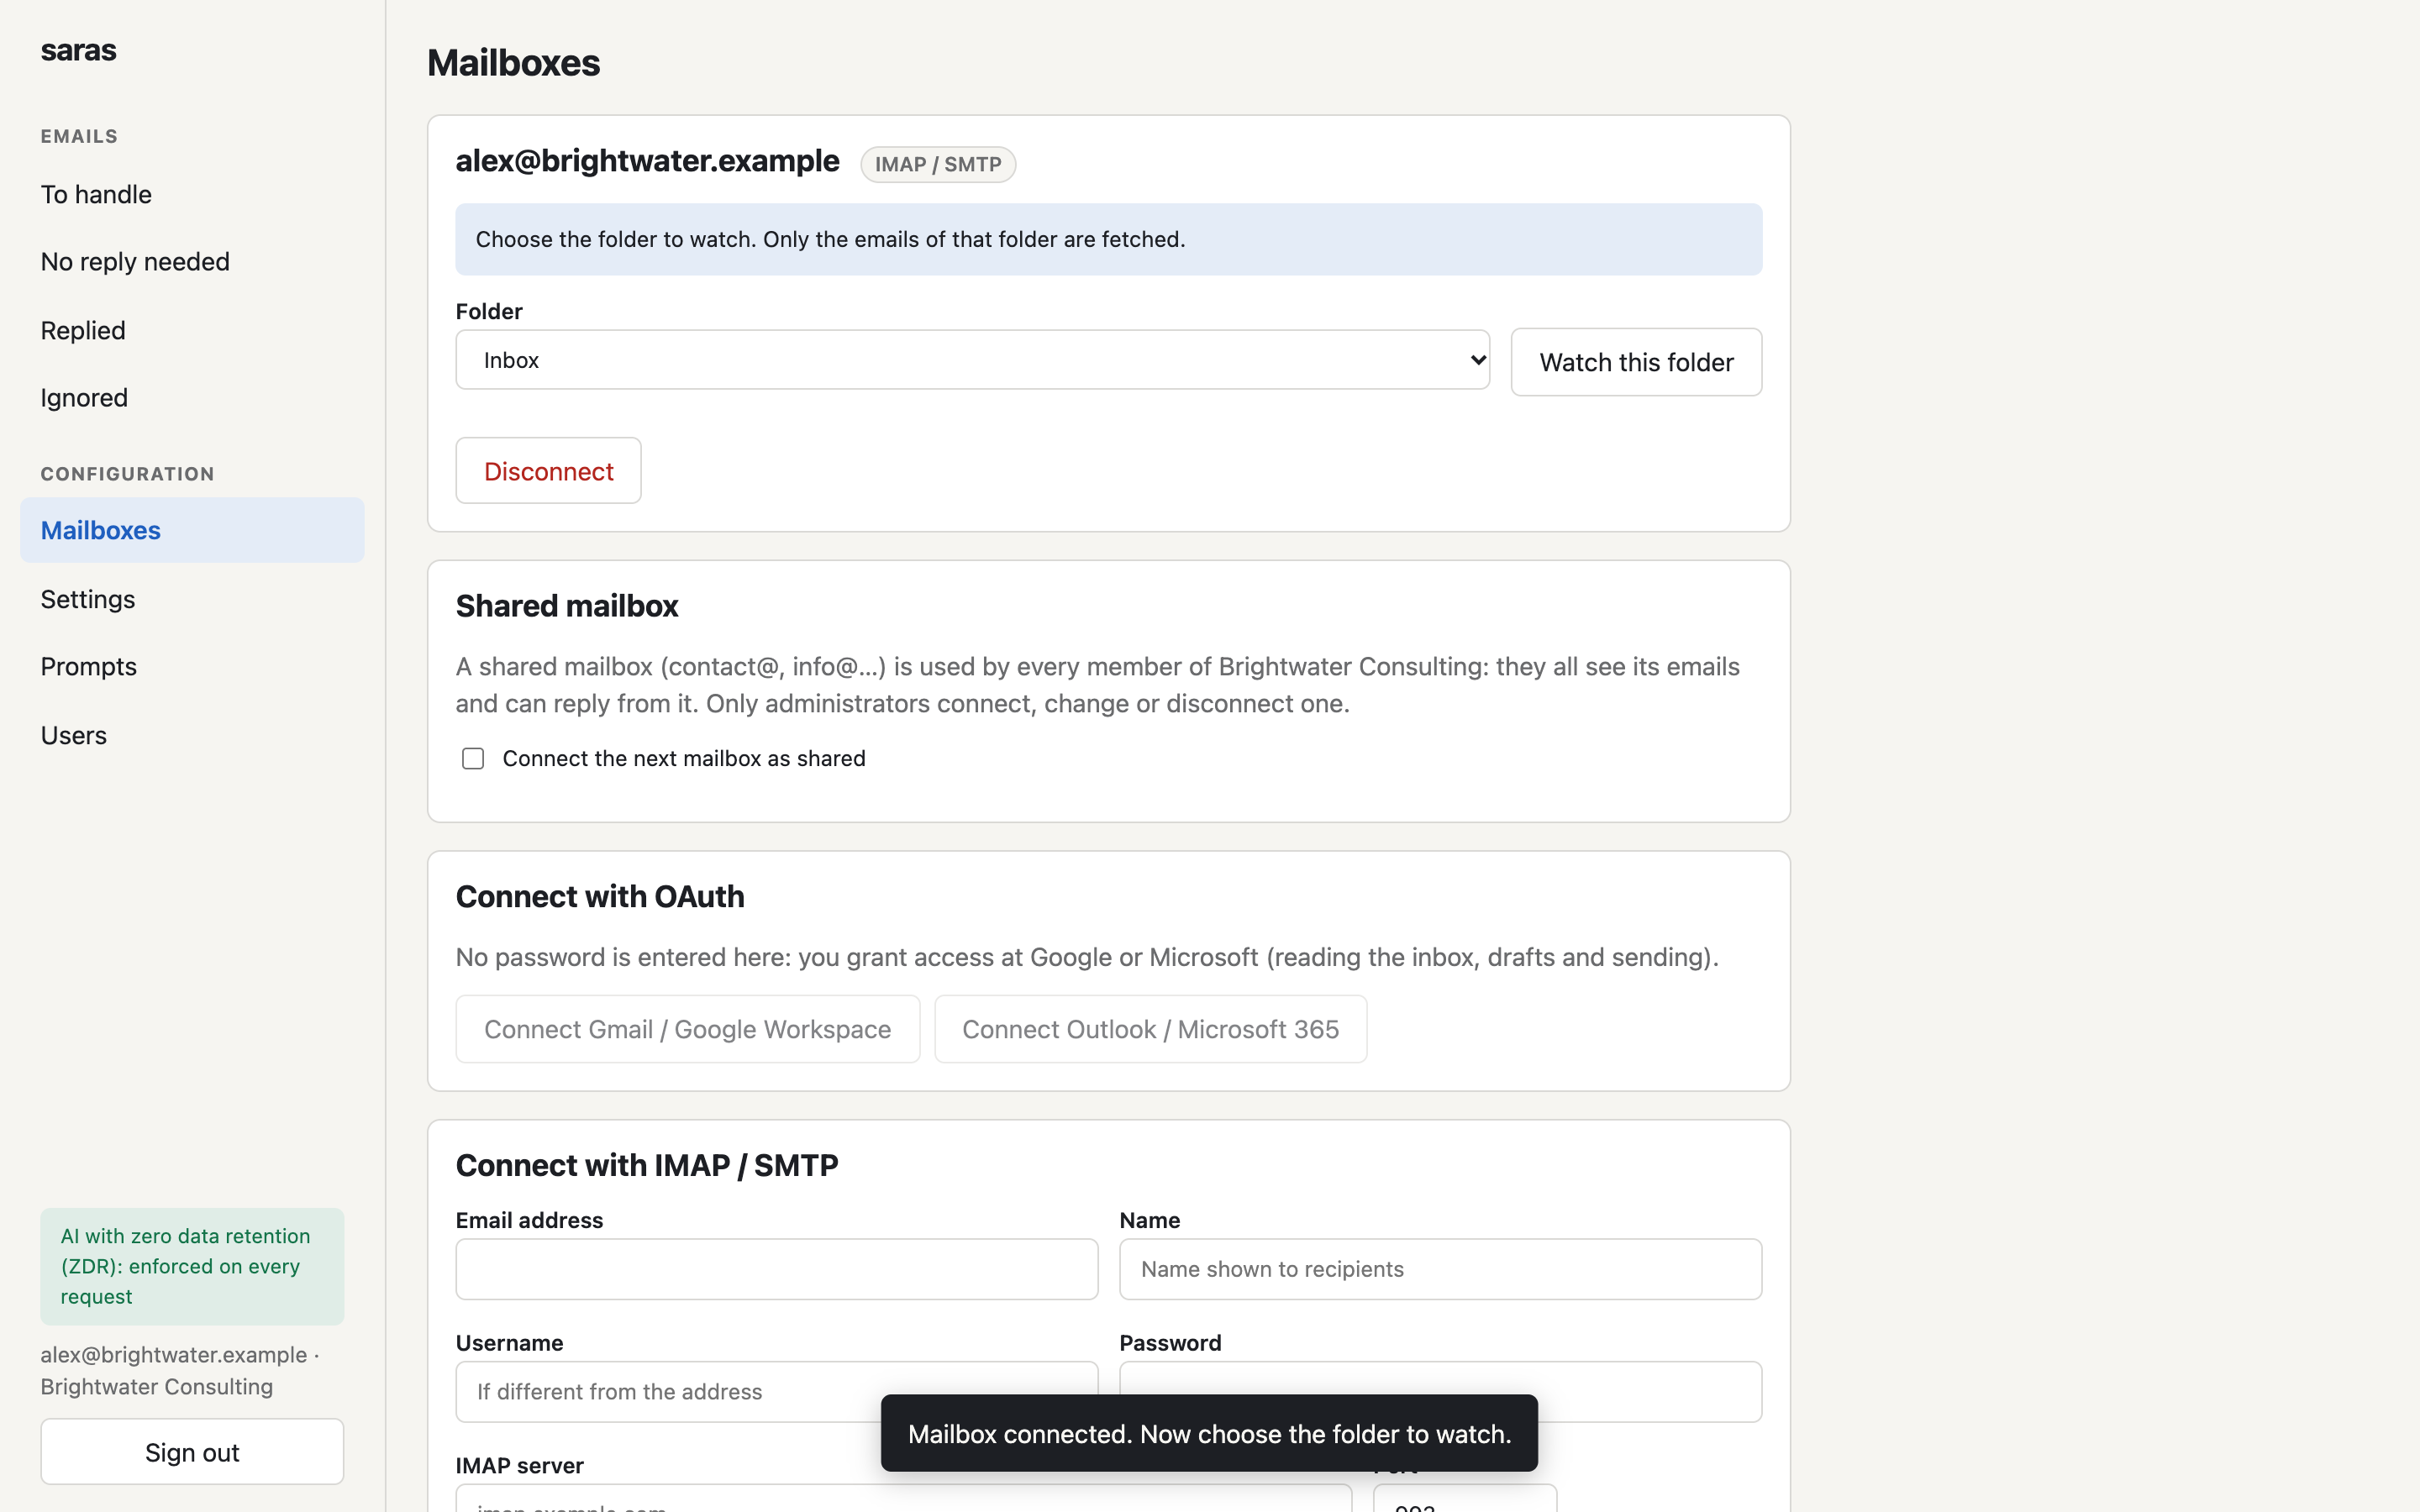 saras
EMAILS
To handle
No reply needed
Replied
Ignored
CONFIGURATION
Mailboxes
Settings
Prompts
Users
AI with zero data retention
(ZDR): enforced on every
request
alex@brightwater.example ·
Brightwater Consulting
Sign out
Mailboxes
alex@brightwater.example IMAP / SMTP
Choose the folder to watch. Only the emails of that folder are fetched.
Folder
Inbox
Watch this folder
Disconnect
Shared mailbox
A shared mailbox (contact@, info@...) is used by every member of Brightwater Consulting: they all see its emails
and can reply from it. Only administrators connect, change or disconnect one.
Connect the next mailbox as shared
Connect with OAuth
No password is entered here: you grant access at Google or Microsoft (reading the inbox, drafts and sending).
Connect Gmail / Google Workspace
Connect Outlook / Microsoft 365
Connect with IMAP / SMTP
Email address
Name
Name shown to recipients
Username
Password
If different from the address
Mailbox connected. Now choose the folder to watch.
IMAP server